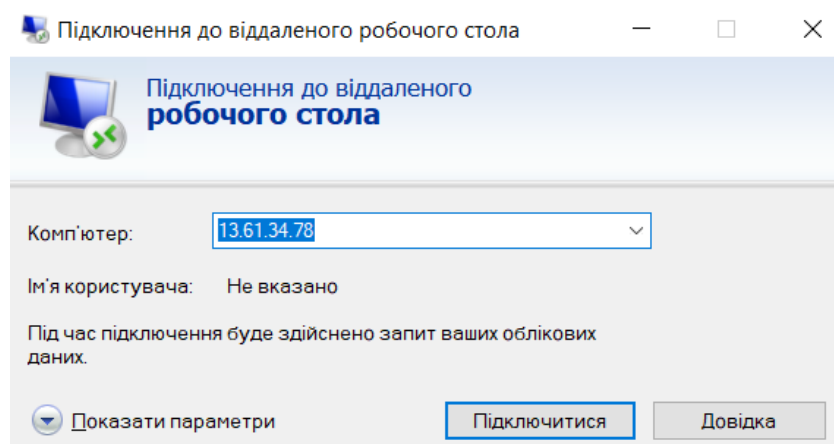 Підключення до віддаленого робочого стола
Підключення до віддаленого
робочого стола
Комп'ютер:
13.61.34.78
Ім'я користувача:
Не вказано
Під час підключення буде здійснено запит ваших облікових
даних.
Показати параметри
Підключитися
Довідка